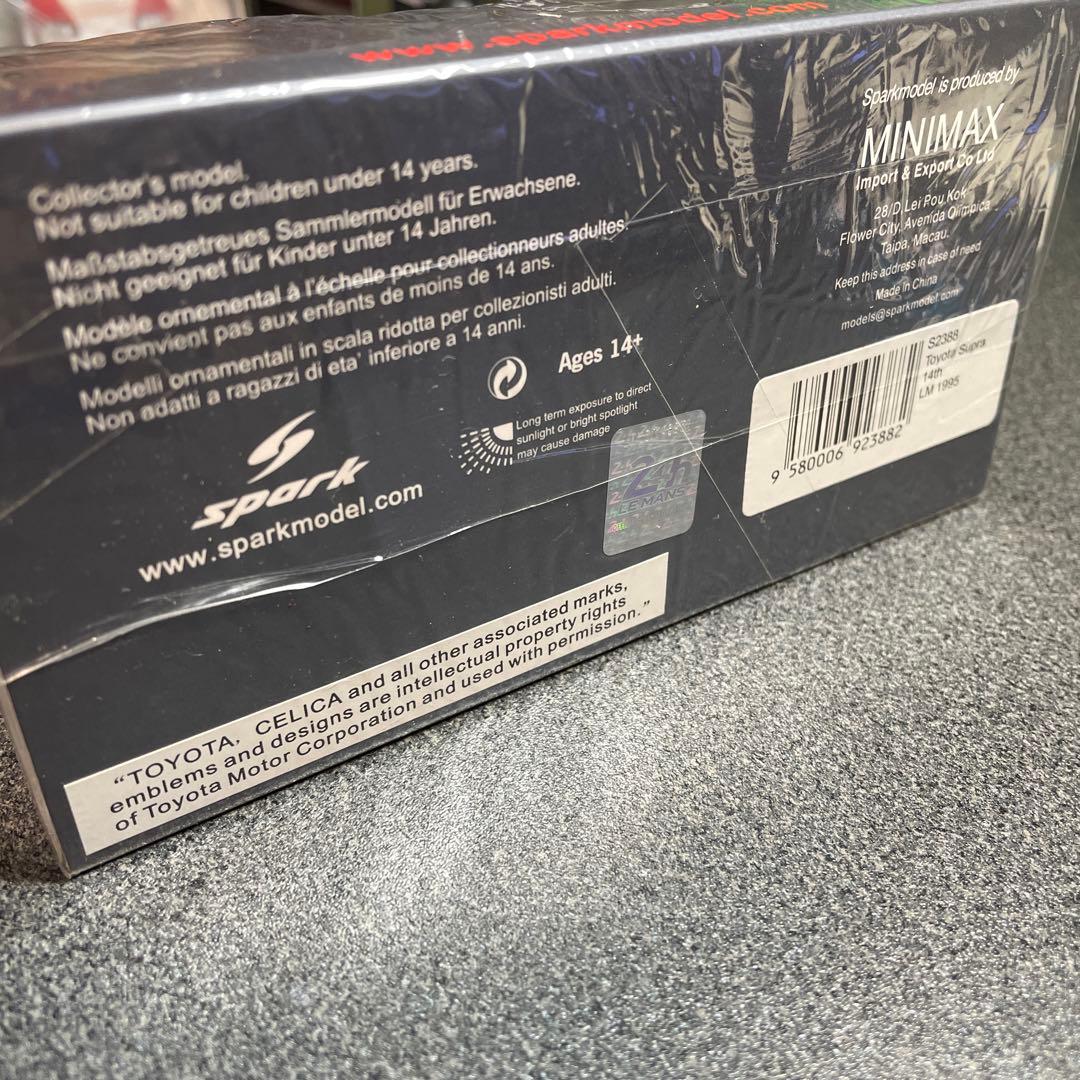 www.sparkmodel.com
Collector's model.
Not suitable for children under 14 years.
Maßstabsgetreues Sammlermodell für Erwachsene.
Nicht geeignet für Kinder unter 14 Jahren.
Modèle ornemental à l'échelle pour collectionneurs adultes.
Ne convient pas aux enfants de moins de 14 ans.
Modelli ornamentali in scala ridotta per collezionisti adulti.
Non adatti a ragazzi di eta' inferiore a 14 anni.
Ages 14+
Long term exposure to direct
sunlight or bright spotlight
may cause damage
spark
www.sparkmodel.com
24h
LE MANS
Sparkmodel is produced by
MINIMAX
Import & Export Co Ltd
28/D Lei Pou Kok
Flower City, Avenida Olimpica
Taipa, Macau.
Keep this address in case of need
Made in China
models@sparkmodel.com
S2388
Toyota Supra
14th
LM 1995
9 580006 923882
“TOYOTA, CELICA and all other associated marks,
emblems and designs are intellectual property rights
of Toyota Motor Corporation and used with permission.”